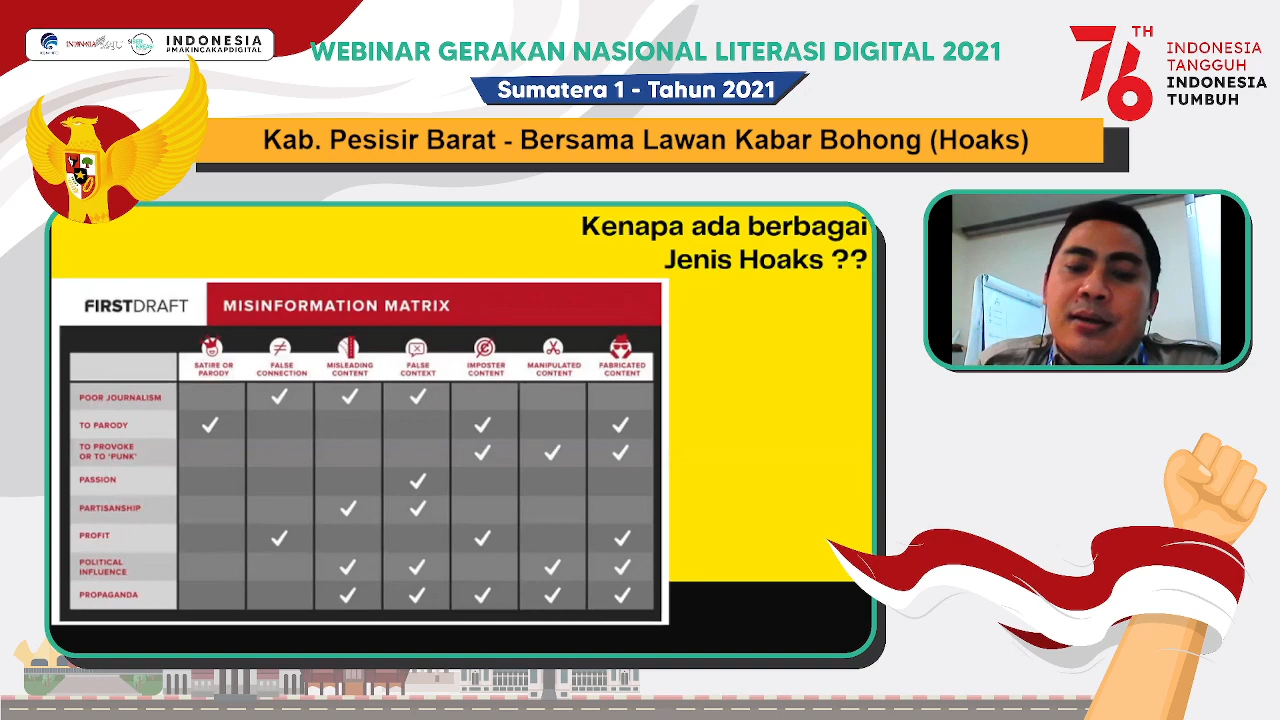 INDONESIA
#MAKINCAKAPDIGITAL
WEBINAR GERAKAN NASIONAL LITERASI DIGITAL 2021
Sumatera 1 - Tahun 2021
76TH
INDONESIA
TANGGUH
INDONESIA
TUMBUH
Kab. Pesisir Barat - Bersama Lawan Kabar Bohong (Hoaks)
Kenapa ada berbagai
Jenis Hoaks ??
FIRSTDRAFT
MISINFORMATION MATRIX
SATIRE OR
PARODY
FALSE
CONNECTION
MISLEADING
CONTENT
FALSE
CONTEXT
IMPOSTER
CONTENT
MANIPULATED
CONTENT
FABRICATED
CONTENT
POOR JOURNALISM
TO PARODY
TO PROVOKE
OR TO 'PUNK'
PASSION
PARTISANSHIP
PROFIT
POLITICAL
INFLUENCE
PROPAGANDA